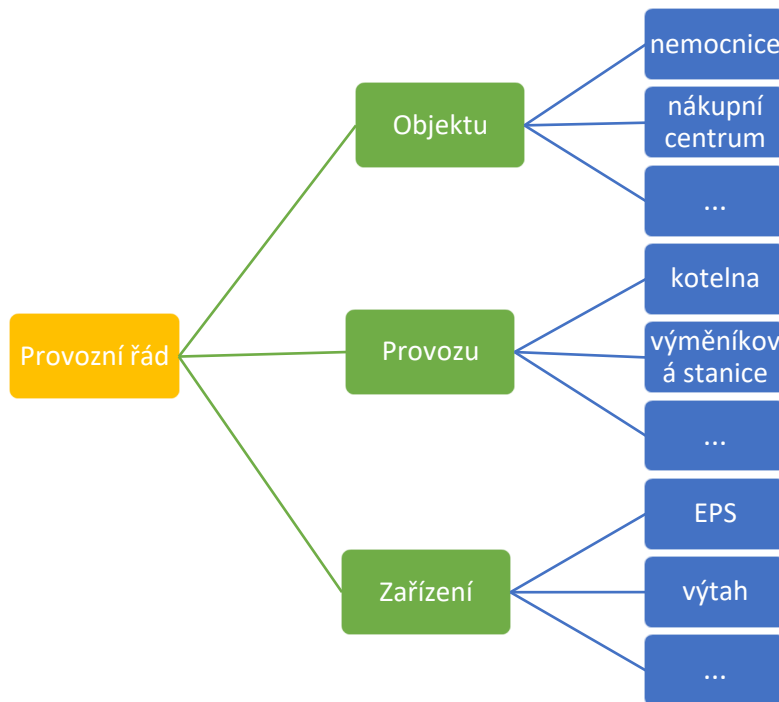 Provozní řád
Objektu
nemocnice
nákupní
centrum
...
Provozu
kotelna
výměníkov
á stanice
...
Zařízení
EPS
výtah
...